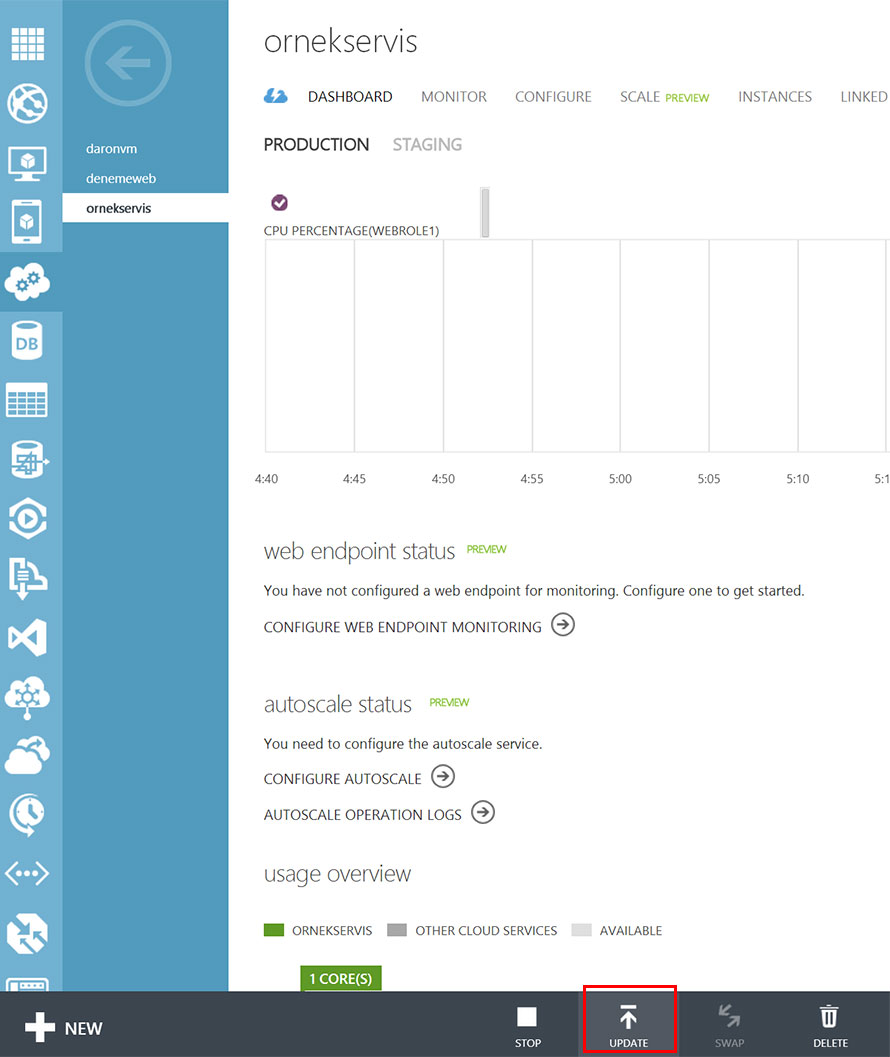 ornekservis
DASHBOARD MONITOR CONFIGURE SCALE PREVIEW INSTANCES LINKED
daronvm
denemeweb
ornekservis
PRODUCTION STAGING
CPU PERCENTAGE(WEBROLE1)
4:40 4:45 4:50 4:55 5:00 5:05 5:10 5:1
web endpoint status PREVIEW
You have not configured a web endpoint for monitoring. Configure one to get started.
CONFIGURE WEB ENDPOINT MONITORING
autoscale status PREVIEW
You need to configure the autoscale service.
CONFIGURE AUTOSCALE
AUTOSCALE OPERATION LOGS
usage overview
ORNEKSERVIS OTHER CLOUD SERVICES AVAILABLE
1 CORE(S)
NEW STOP UPDATE SWAP DELETE
DB